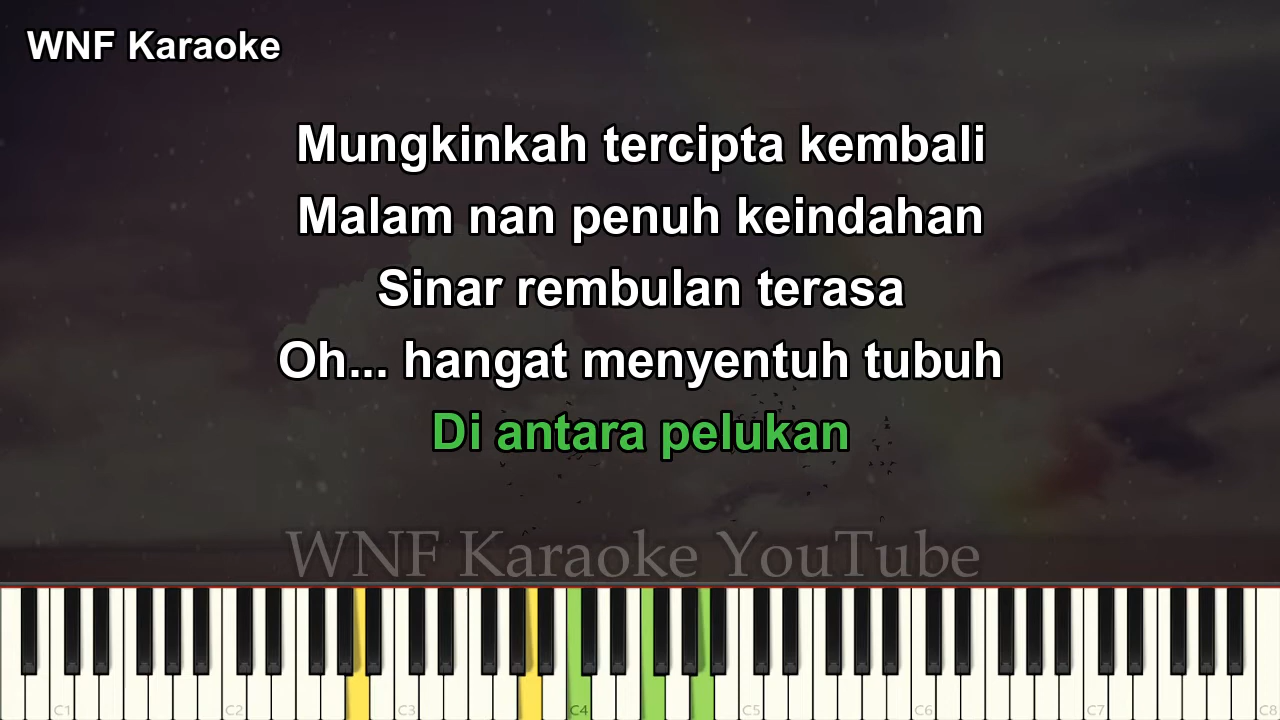 WNF Karaoke
Mungkinkah tercipta kembali
Malam nan penuh keindahan
Sinar rembulan terasa
Oh... hangat menyentuh tubuh
Di antara pelukan
WNF Karaoke YouTube
C1 C2 C3 C4 C5 C6 C7 C8